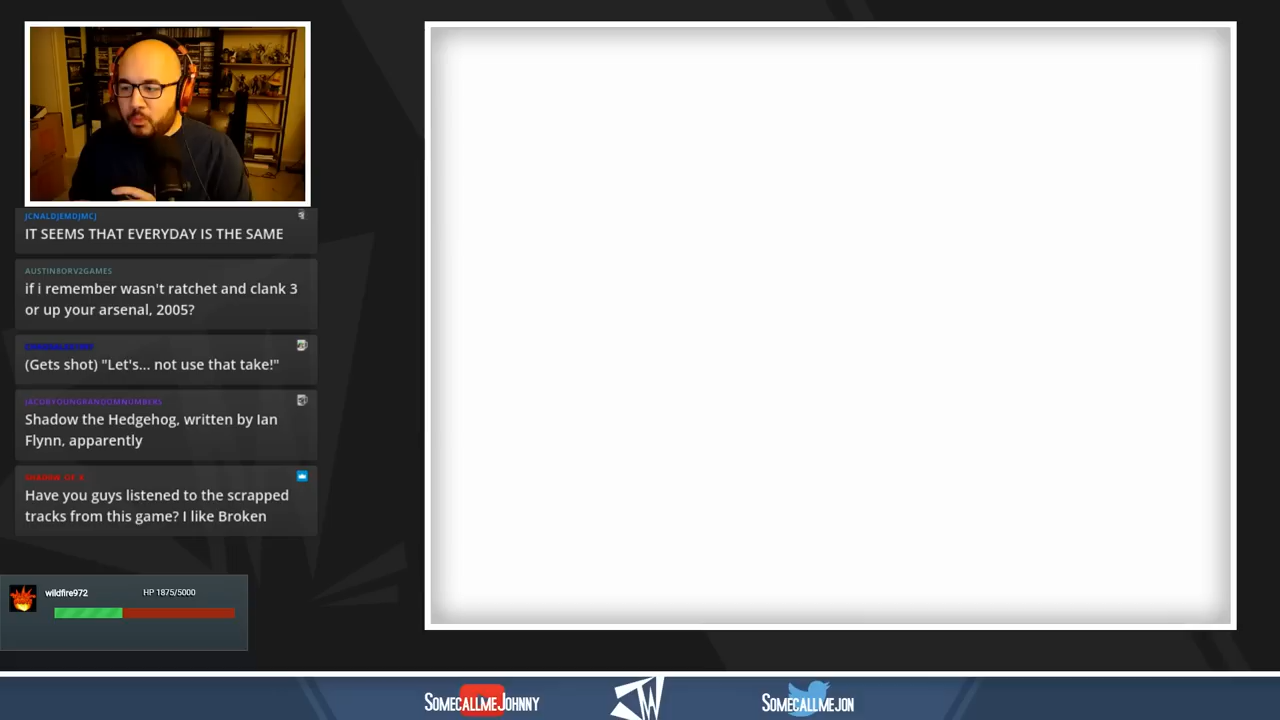 JCNALDJEMDJMCJ
IT SEEMS THAT EVERYDAY IS THE SAME
AUSTIN8ORV2GAMES
if i remember wasn't ratchet and clank 3
or up your arsenal, 2005?
(Gets shot) "Let's... not use that take!"
JACOBYOUNGRANDOMNUMBERS
Shadow the Hedgehog, written by Ian
Flynn, apparently
SHADOW_OF_X
Have you guys listened to the scrapped
tracks from this game? I like Broken
wildfire972 HP 1875/5000
SOMECALLMEJOHNNY
SOMECALLMEJON